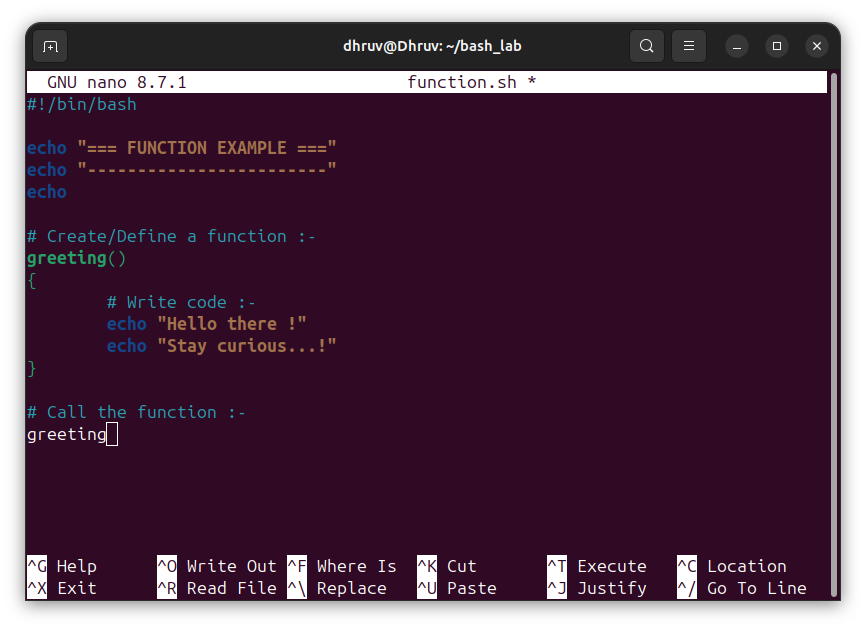 dhruv@Dhruv: ~/bash_lab
GNU nano 8.7.1 function.sh *
#!/bin/bash

echo "=== FUNCTION EXAMPLE ==="
echo "------------------------"
echo

# Create/Define a function :-
greeting()
{
        # Write code :-
        echo "Hello there !"
        echo "Stay curious...!"
}

# Call the function :-
greeting

^G Help ^O Write Out ^F Where Is ^K Cut ^T Execute ^C Location
^X Exit ^R Read File ^\ Replace ^U Paste ^J Justify ^/ Go To Line